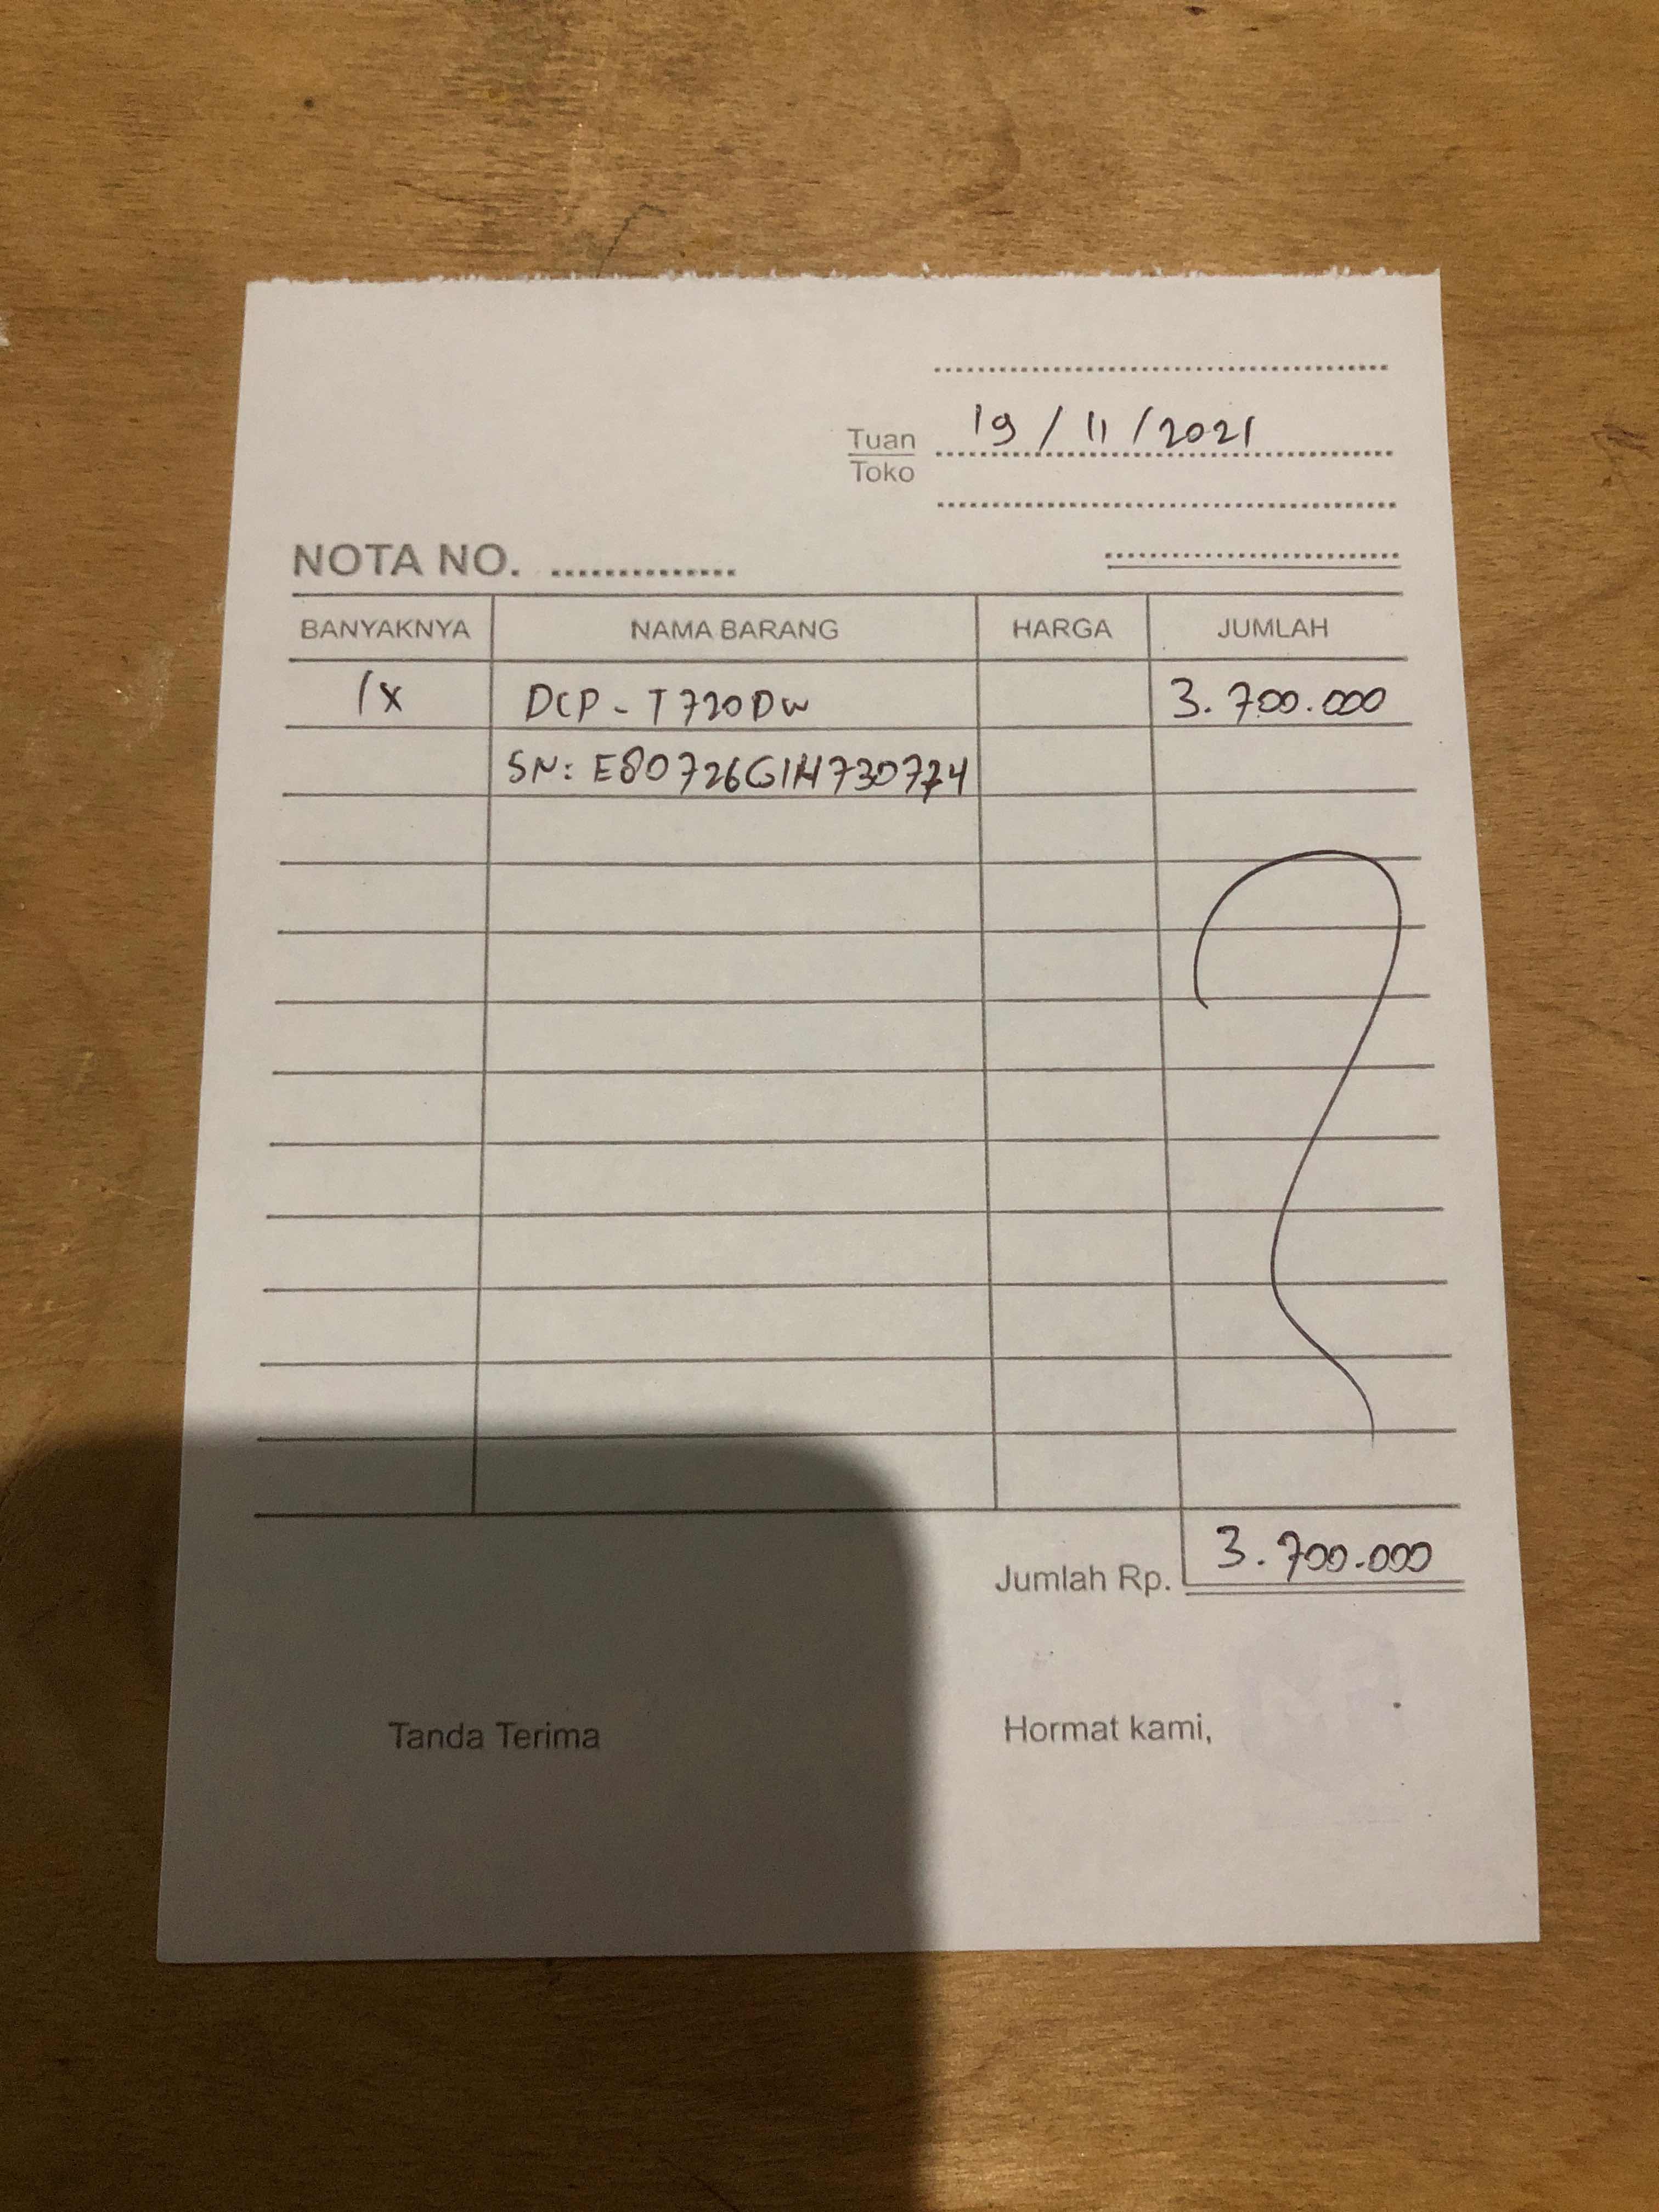 19/11/2021
Tuan
Toko
NOTA NO.
BANYAKNYA NAMA BARANG HARGA JUMLAH
1x DCP-T720DW 3.700.000
SN: E80726G1H730774
Jumlah Rp. 3.700.000
Tanda Terima Hormat kami,